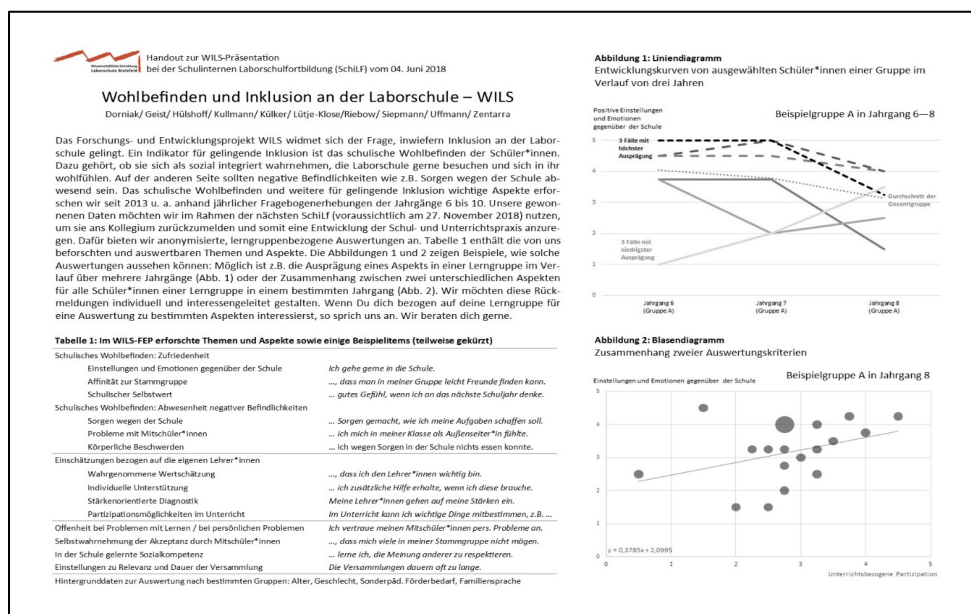 Wissenschaftliche Einrichtung
Laborschule Bielefeld
Handout zur WILS-Präsentation
bei der Schulinternen Laborschulfortbildung (SchiLF) vom 04. Juni 2018
Wohlbefinden und Inklusion an der Laborschule – WILS
Dorniak/ Geist/ Hülshoff/ Kullmann/ Külker/ Lütje-Klose/Riebow/ Siepmann/ Uffmann/ Zentarra
Das Forschungs- und Entwicklungsprojekt WILS widmet sich der Frage, inwiefern Inklusion an der Labor-
schule gelingt. Ein Indikator für gelingende Inklusion ist das schulische Wohlbefinden der Schüler*innen.
Dazu gehört, ob sie sich als sozial integriert wahrnehmen, die Laborschule gerne besuchen und sich in ihr
wohlfühlen. Auf der anderen Seite sollten negative Befindlichkeiten wie z.B. Sorgen wegen der Schule ab-
wesend sein. Das schulische Wohlbefinden und weitere für gelingende Inklusion wichtige Aspekte erfor-
schen wir seit 2013 u. a. anhand jährlicher Fragebogenerhebungen der Jahrgänge 6 bis 10. Unsere gewon-
nenen Daten möchten wir im Rahmen der nächsten SchiLf (voraussichtlich am 27. November 2018) nutzen,
um sie ans Kollegium zurückzumelden und somit eine Entwicklung der Schul- und Unterrichtspraxis anzure-
gen. Dafür bieten wir anonymisierte, lerngruppenbezogene Auswertungen an. Tabelle 1 enthält die von uns
beforschten und auswertbaren Themen und Aspekte. Die Abbildungen 1 und 2 zeigen Beispiele, wie solche
Auswertungen aussehen können: Möglich ist z.B. die Ausprägung eines Aspekts in einer Lerngruppe im Ver-
lauf über mehrere Jahrgänge (Abb. 1) oder der Zusammenhang zwischen zwei unterschiedlichen Aspekten
für alle Schüler*innen einer Lerngruppe in einem bestimmten Jahrgang (Abb. 2). Wir möchten diese Rück-
meldungen individuell und interessengeleitet gestalten. Wenn Du dich bezogen auf deine Lerngruppe für
eine Auswertung zu bestimmten Aspekten interessierst, so sprich uns an. Wir beraten dich gerne.
Tabelle 1: Im WILS-FEP erforschte Themen und Aspekte sowie einige Beispielitems (teilweise gekürzt)
Schulisches Wohlbefinden: Zufriedenheit
Einstellungen und Emotionen gegenüber der Schule Ich gehe gerne in die Schule.
Affinität zur Stammgruppe ..., dass man in meiner Gruppe leicht Freunde finden kann.
Schulischer Selbstwert ... gutes Gefühl, wenn ich an das nächste Schuljahr denke.
Schulisches Wohlbefinden: Abwesenheit negativer Befindlichkeiten
Sorgen wegen der Schule ... Sorgen gemacht, wie ich meine Aufgaben schaffen soll.
Probleme mit Mitschüler*innen ... ich mich in meiner Klasse als Außenseiter*in fühlte.
Körperliche Beschwerden ... ich wegen Sorgen in der Schule nichts essen konnte.
Einschätzungen bezogen auf die eigenen Lehrer*innen
Wahrgenommene Wertschätzung ..., dass ich den Lehrer*innen wichtig bin.
Individuelle Unterstützung ... ich zusätzliche Hilfe erhalte, wenn ich diese brauche.
Stärkenorientierte Diagnostik Meine Lehrer*innen gehen auf meine Stärken ein.
Partizipationsmöglichkeiten im Unterricht Im Unterricht kann ich wichtige Dinge mitbestimmen, z.B. ...
Offenheit bei Problemen mit Lernen / bei persönlichen Problemen Ich vertraue meinen Mitschüler*innen pers. Probleme an.
Selbstwahrnehmung der Akzeptanz durch Mitschüler*innen ..., dass mich viele in meiner Stammgruppe nicht mögen.
In der Schule gelernte Sozialkompetenz ... lerne ich, die Meinung anderer zu respektieren.
Einstellungen zu Relevanz und Dauer der Versammlung Die Versammlungen dauern oft zu lange.
Hintergrunddaten zur Auswertung nach bestimmten Gruppen: Alter, Geschlecht, Sonderpäd. Förderbedarf, Familiensprache
Abbildung 1: Liniendiagramm
Entwicklungskurven von ausgewählten Schüler*innen einer Gruppe im
Verlauf von drei Jahren
Positive Einstellungen
und Emotionen
gegenüber der Schule
Beispielgruppe A in Jahrgang 6—8
5
4
3
2
1
0
3 Fälle mit
höchster
Ausprägung
Durchschnitt der
Gesamtgruppe
3 Fälle mit
niedrigster
Ausprägung
Jahrgang 6 Jahrgang 7 Jahrgang 8
(Gruppe A) (Gruppe A) (Gruppe A)
Abbildung 2: Blasendiagramm
Zusammenhang zweier Auswertungskriterien
Einstellungen und Emotionen gegenüber der Schule
Beispielgruppe A in Jahrgang 8
5
4
3
2
1
0
y = 0,3785x + 2,0995
0 1 2 3 4 5
Unterrichtsbezogene Partizipation